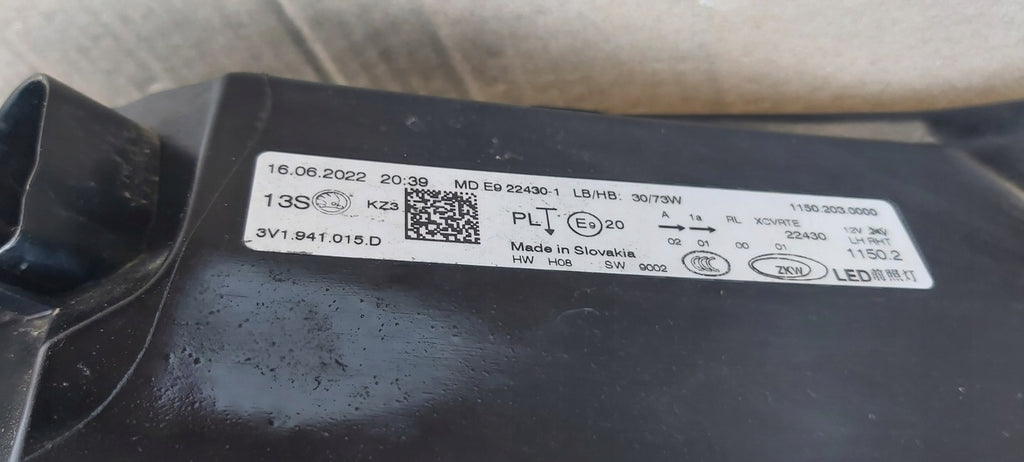 16.06.2022 20:39 MD E9 22430-1 LB/HB: 30/73W 1150.203.0000
13S KZ3 PL E9 20 A 1a RL XCVRTE 12V
02 01 00 01 22430 LH RHT
3V1.941.015.D Made in Slovakia 1150.2
HW H08 SW 9002 CCC ZKW LED前照灯